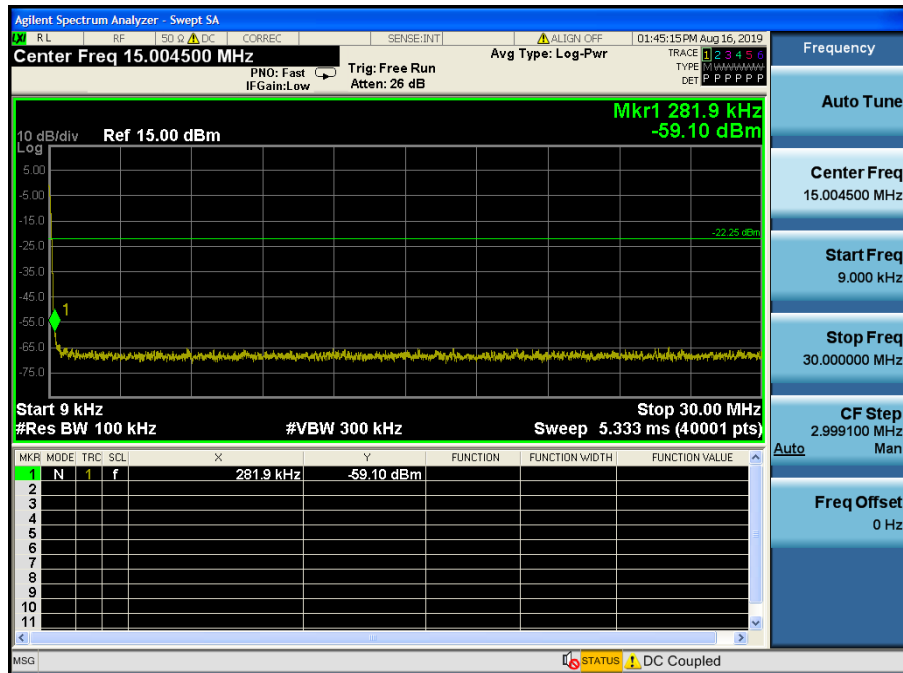 Agilent Spectrum Analyzer - Swept SA
LXI RL RF 50 Ω DC CORREC SENSE:INT ALIGN OFF 01:45:15 PM Aug 16, 2019
Center Freq 15.004500 MHz
PNO: Fast
IFGain:Low
Trig: Free Run
Atten: 26 dB
Avg Type: Log-Pwr
TRACE 1 2 3 4 5 6
TYPE MWWWWW
DET P P P P P P
Mkr1 281.9 kHz
-59.10 dBm
10 dB/div Ref 15.00 dBm
Log
5.00
-5.00
-15.0
-22.25 dBm
-25.0
-35.0
-45.0
1
-55.0
-65.0
-75.0
Start 9 kHz Stop 30.00 MHz
#Res BW 100 kHz #VBW 300 kHz Sweep 5.333 ms (40001 pts)
MKR MODE TRC SCL X Y FUNCTION FUNCTION WIDTH FUNCTION VALUE
1 N 1 f 281.9 kHz -59.10 dBm
2
3
4
5
6
7
8
9
10
11
MSG STATUS DC Coupled
Frequency
Auto Tune
Center Freq
15.004500 MHz
Start Freq
9.000 kHz
Stop Freq
30.000000 MHz
CF Step
2.999100 MHz
Auto Man
Freq Offset
0 Hz